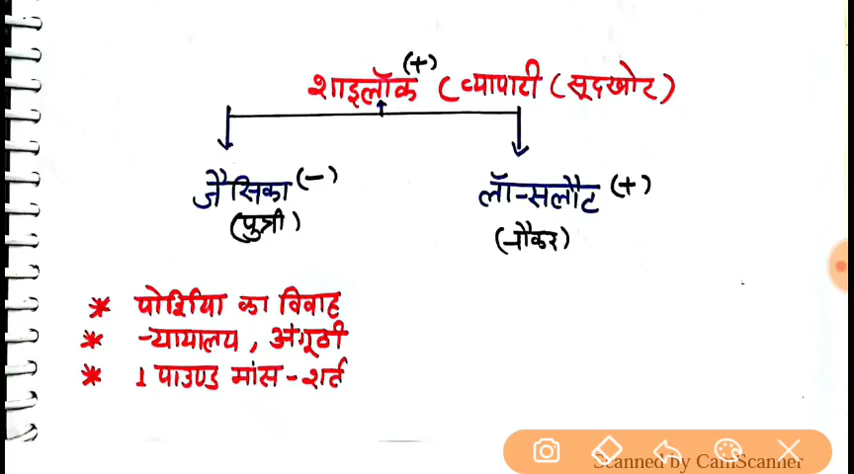 शाइलॉक (+) (व्यापारी (सूदखोर)
जैसिका (-)
(पुत्री)
लॉन्सलौट (+)
(नौकर)
* पोर्शिया का विवाह
* न्यायालय, अंगूठी
* 1 पाउण्ड मांस-शर्त
Scanned by CamScanner